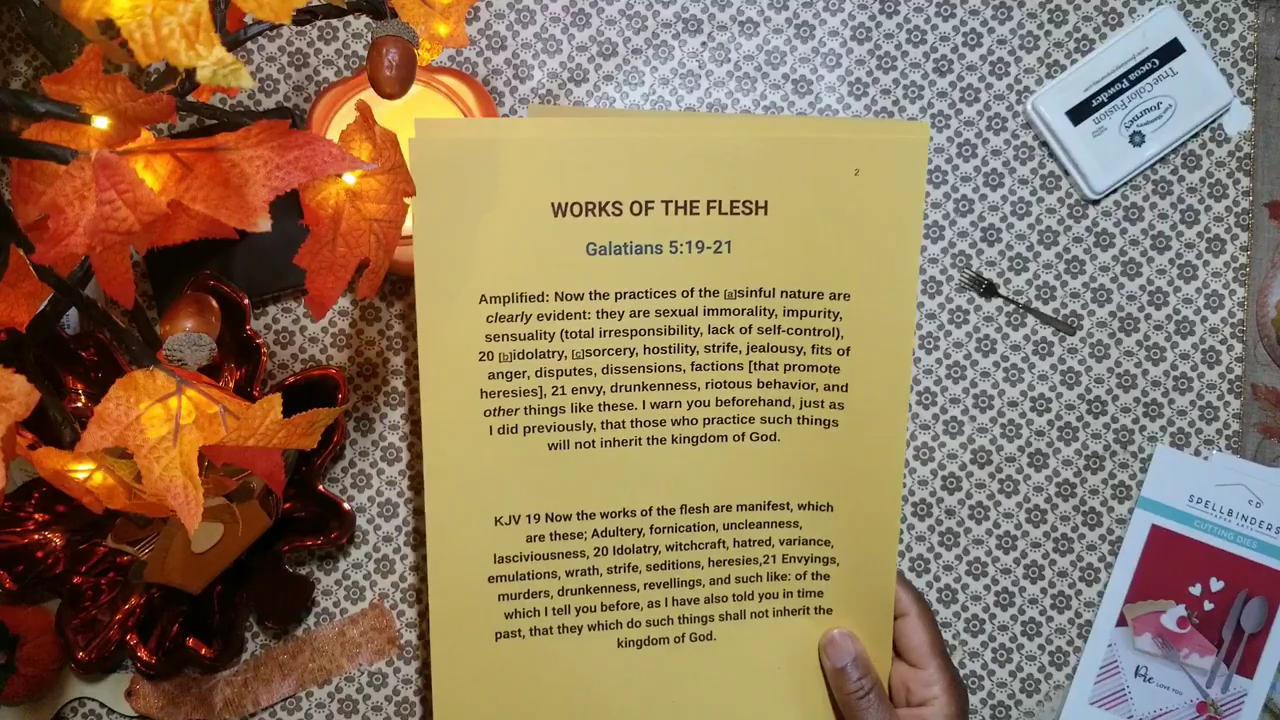 2
WORKS OF THE FLESH
Galatians 5:19-21
Amplified: Now the practices of the [a]sinful nature are
clearly evident: they are sexual immorality, impurity,
sensuality (total irresponsibility, lack of self-control),
20 [b]idolatry, [c]sorcery, hostility, strife, jealousy, fits of
anger, disputes, dissensions, factions [that promote
heresies], 21 envy, drunkenness, riotous behavior, and
other things like these. I warn you beforehand, just as
I did previously, that those who practice such things
will not inherit the kingdom of God.
KJV 19 Now the works of the flesh are manifest, which
are these; Adultery, fornication, uncleanness,
lasciviousness, 20 Idolatry, witchcraft, hatred, variance,
emulations, wrath, strife, seditions, heresies,21 Envyings,
murders, drunkenness, revellings, and such like: of the
which I tell you before, as I have also told you in time
past, that they which do such things shall not inherit the
kingdom of God.
Journey
TrueColorFusion
Cocoa Powder
SPELLBINDERS
PAPER ARTS
CUTTING DIES
Pie LOVE YOU